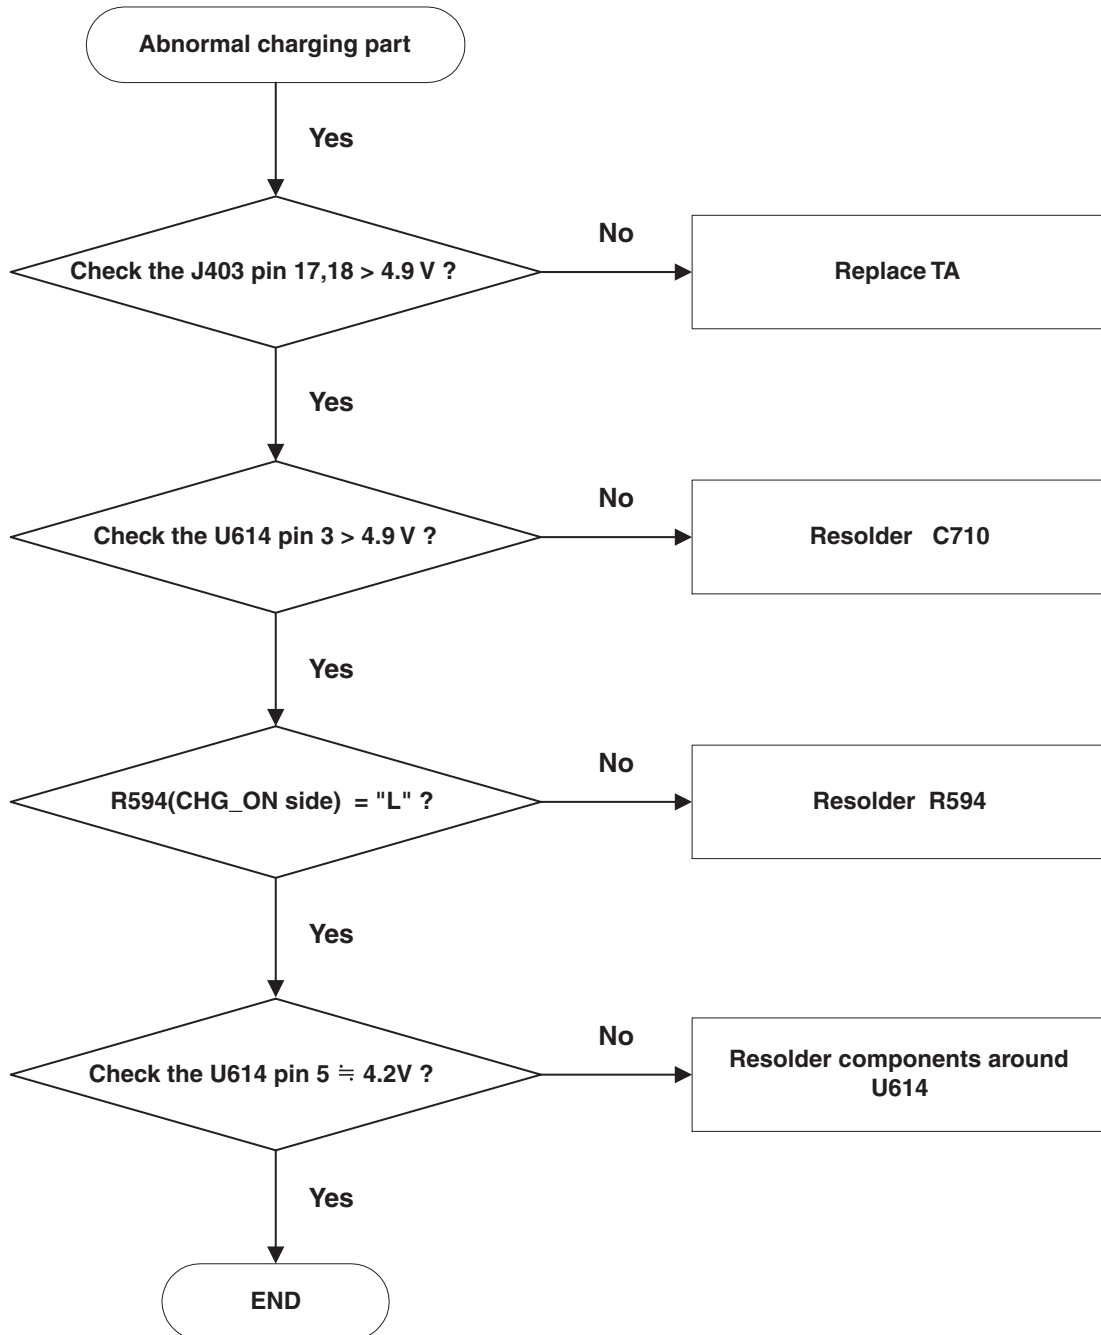 Abnormal charging part
Yes
Check the J403 pin 17,18 > 4.9 V ?
No
Replace TA
Yes
Check the U614 pin 3 > 4.9 V ?
No
Resolder C710
Yes
R594(CHG_ON side) = "L" ?
No
Resolder R594
Yes
Check the U614 pin 5 ≒ 4.2V ?
No
Resolder components around
U614
Yes
END